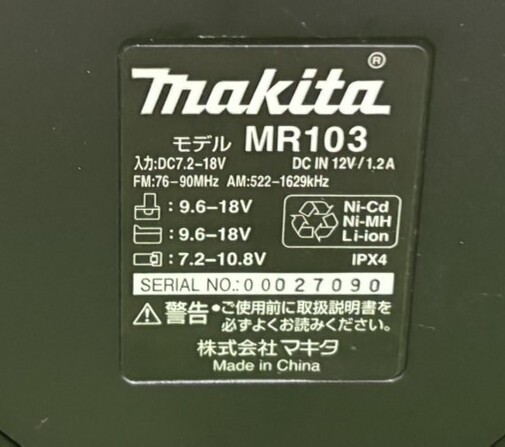 makita®
モデル MR103
入力:DC7.2-18V DC IN 12V/1.2A
FM:76-90MHz AM:522-1629kHz
:9.6-18V Ni-Cd
Ni-MH
:9.6-18V Li-ion
:7.2-10.8V IPX4
SERIAL NO.:00027090
⚠警告 •ご使用前に取扱説明書を
必ずよくお読みください。
株式会社 マキタ
Made in China